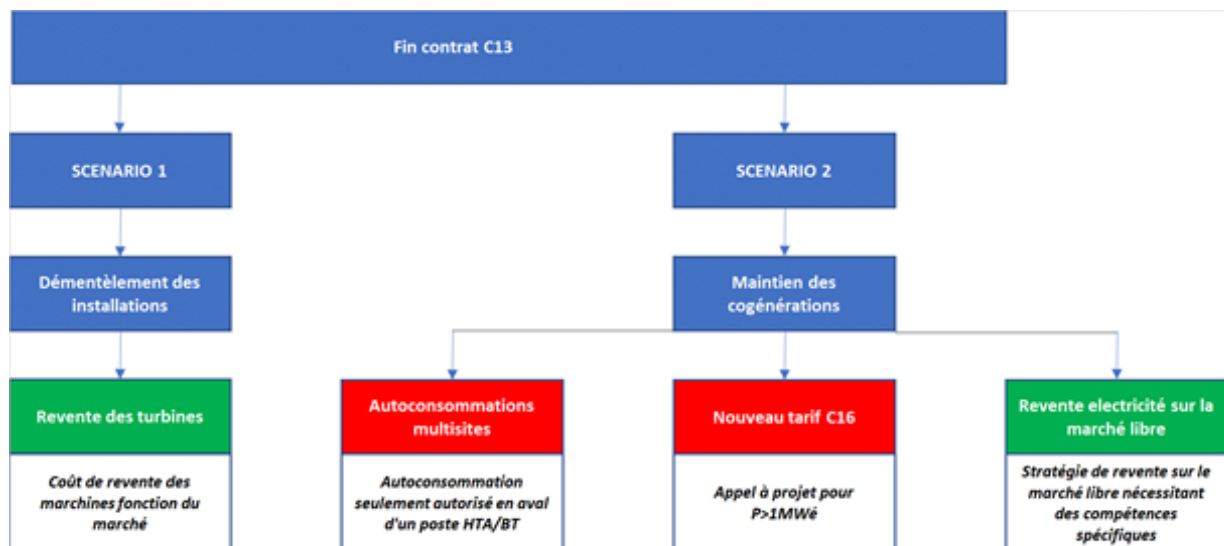 Fin contrat C13
SCENARIO 1
SCENARIO 2
Démentèlement des
installations
Maintien des
cogénérations
Revente des turbines
Autoconsommations
multisites
Nouveau tarif C16
Revente electricité sur la
marché libre
Coût de revente des
marchines fonction du
marché
Autoconsommation
seulement autorisé en aval
d'un poste HTA/BT
Appel à projet pour
P>1MWé
Stratégie de revente sur le
marché libre nécessitant
des compétences
spécifiques